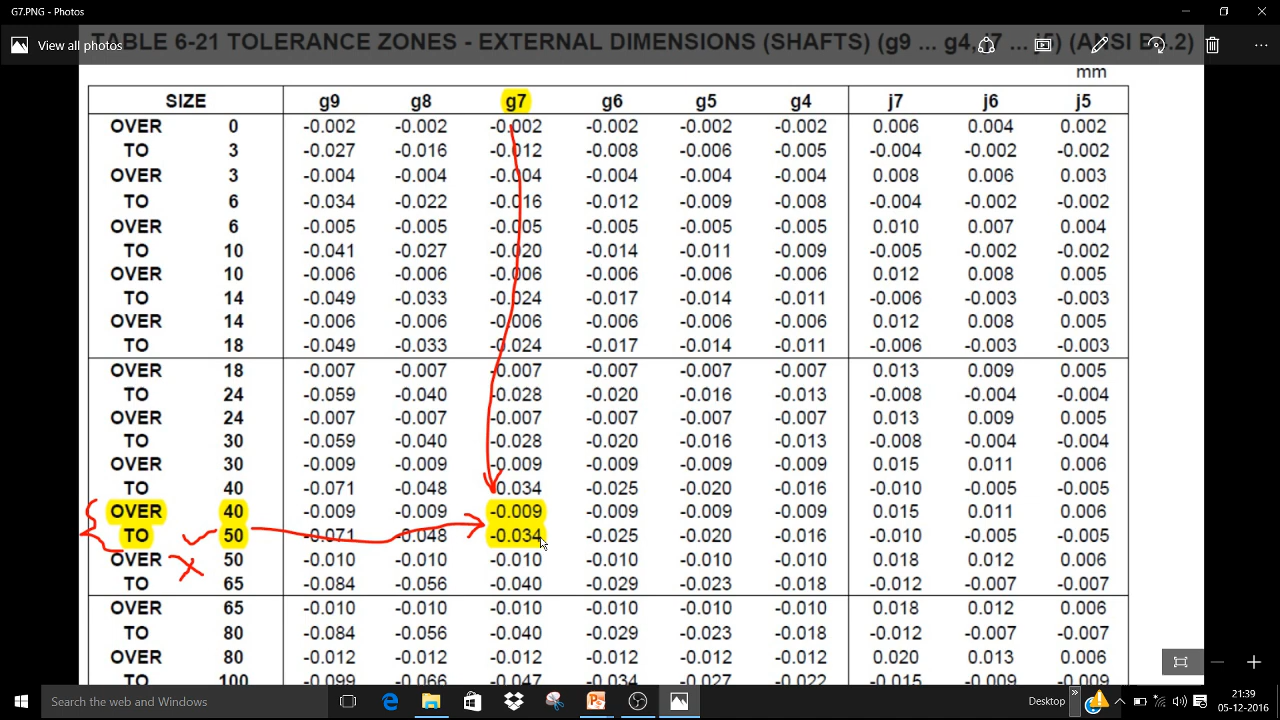 G7.PNG - Photos
View all photos
TABLE 6-21 TOLERANCE ZONES - EXTERNAL DIMENSIONS (SHAFTS) (g9 ... g4, 7 ... j5) (ANSI B .2)
mm
SIZE g9 g8 g7 g6 g5 g4 j7 j6 j5
OVER 0 -0.002 -0.002 -0.002 -0.002 -0.002 -0.002 0.006 0.004 0.002
TO 3 -0.027 -0.016 -0.012 -0.008 -0.006 -0.005 -0.004 -0.002 -0.002
OVER 3 -0.004 -0.004 -0.004 -0.004 -0.004 -0.004 0.008 0.006 0.003
TO 6 -0.034 -0.022 -0.016 -0.012 -0.009 -0.008 -0.004 -0.002 -0.002
OVER 6 -0.005 -0.005 -0.005 -0.005 -0.005 -0.005 0.010 0.007 0.004
TO 10 -0.041 -0.027 -0.020 -0.014 -0.011 -0.009 -0.005 -0.002 -0.002
OVER 10 -0.006 -0.006 -0.006 -0.006 -0.006 -0.006 0.012 0.008 0.005
TO 14 -0.049 -0.033 -0.024 -0.017 -0.014 -0.011 -0.006 -0.003 -0.003
OVER 14 -0.006 -0.006 -0.006 -0.006 -0.006 -0.006 0.012 0.008 0.005
TO 18 -0.049 -0.033 -0.024 -0.017 -0.014 -0.011 -0.006 -0.003 -0.003
OVER 18 -0.007 -0.007 -0.007 -0.007 -0.007 -0.007 0.013 0.009 0.005
TO 24 -0.059 -0.040 -0.028 -0.020 -0.016 -0.013 -0.008 -0.004 -0.004
OVER 24 -0.007 -0.007 -0.007 -0.007 -0.007 -0.007 0.013 0.009 0.005
TO 30 -0.059 -0.040 -0.028 -0.020 -0.016 -0.013 -0.008 -0.004 -0.004
OVER 30 -0.009 -0.009 -0.009 -0.009 -0.009 -0.009 0.015 0.011 0.006
TO 40 -0.071 -0.048 -0.034 -0.025 -0.020 -0.016 -0.010 -0.005 -0.005
OVER 40 -0.009 -0.009 -0.009 -0.009 -0.009 -0.009 0.015 0.011 0.006
TO 50 -0.071 -0.048 -0.034 -0.025 -0.020 -0.016 -0.010 -0.005 -0.005
OVER 50 -0.010 -0.010 -0.010 -0.010 -0.010 -0.010 0.018 0.012 0.006
TO 65 -0.084 -0.056 -0.040 -0.029 -0.023 -0.018 -0.012 -0.007 -0.007
OVER 65 -0.010 -0.010 -0.010 -0.010 -0.010 -0.010 0.018 0.012 0.006
TO 80 -0.084 -0.056 -0.040 -0.029 -0.023 -0.018 -0.012 -0.007 -0.007
OVER 80 -0.012 -0.012 -0.012 -0.012 -0.012 -0.012 0.020 0.013 0.006
TO 100 -0.099 -0.066 -0.047 -0.034 -0.027 -0.022 -0.015 -0.009 -0.009
Search the web and Windows
Desktop
21:39
05-12-2016